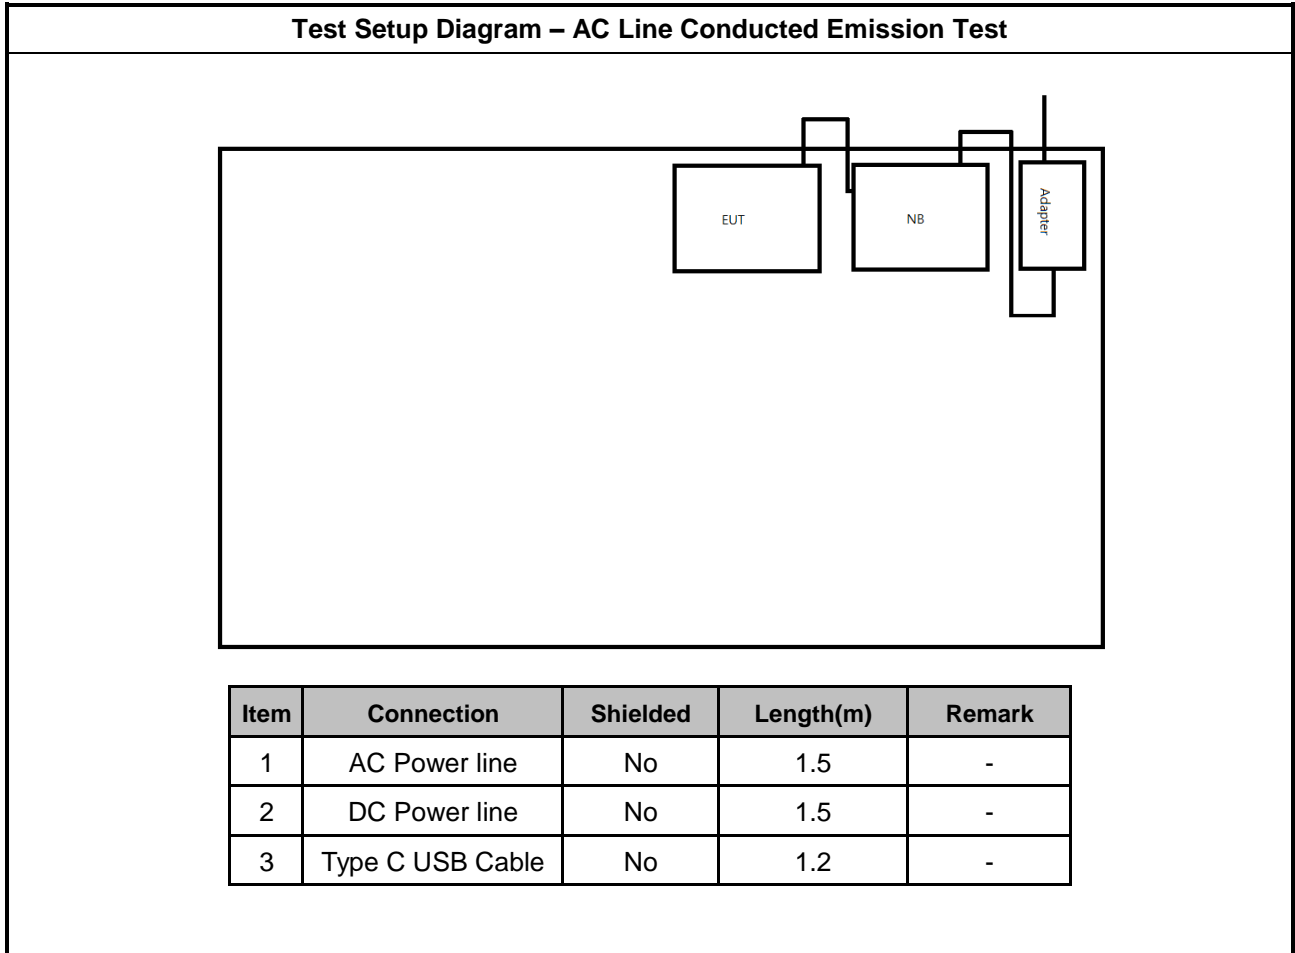 Test Setup Diagram – AC Line Conducted Emission Test
EUT
NB
Adapter
Item Connection Shielded Length(m) Remark
1 AC Power line No 1.5 -
2 DC Power line No 1.5 -
3 Type C USB Cable No 1.2 -